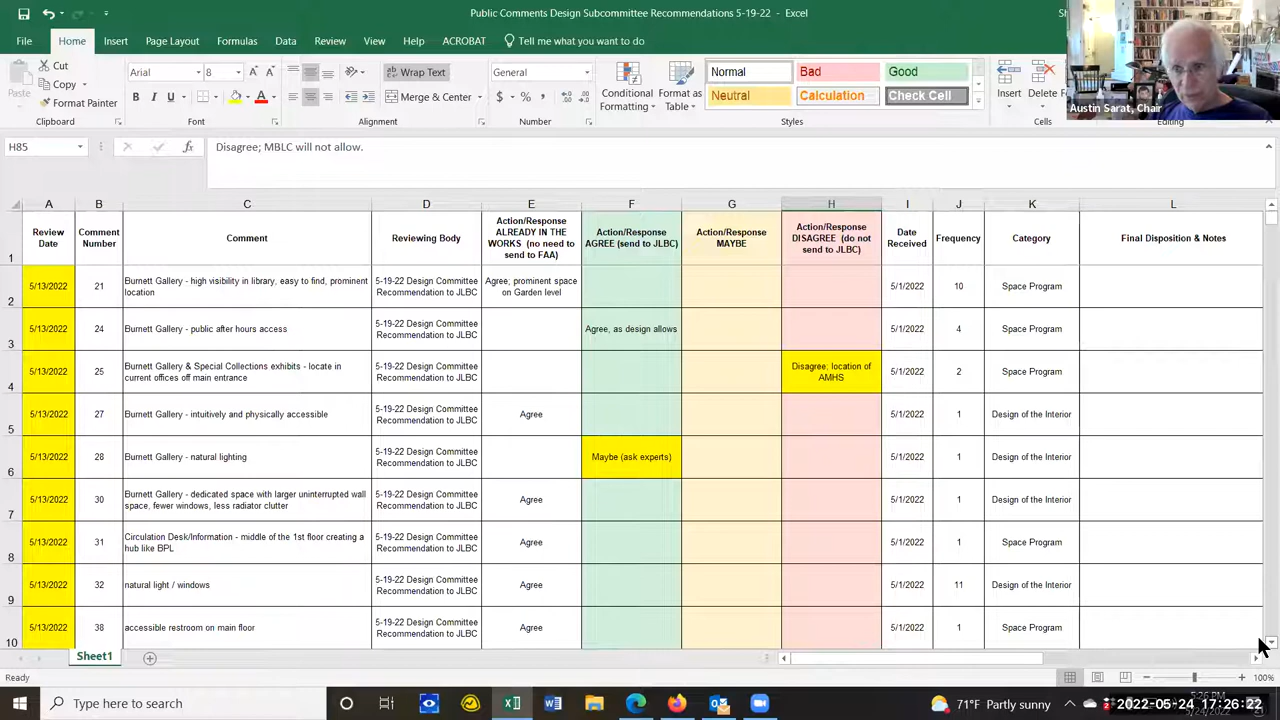 Public Comments Design Subcommittee Recommendations 5-19-22 - Excel
File Home Insert Page Layout Formulas Data Review View Help ACROBAT Tell me what you want to do
Paste
Cut
Copy
Format Painter
Clipboard
Arial 8
B I U
Font
Wrap Text
Merge & Center
Alignment
General
$ % ,
Number
Conditional Formatting
Format as Table
Normal Bad Good
Neutral Calculation Check Cell
Styles
Insert Delete
Cells
Editing
Austin Sarat, Chair
H85 fx Disagree; MBLC will not allow.
A B C D E F G H I J K L
1 Review Date Comment Number Comment Reviewing Body Action/Response ALREADY IN THE WORKS (no need to send to FAA) Action/Response AGREE (send to JLBC) Action/Response MAYBE Action/Response DISAGREE (do not send to JLBC) Date Received Frequency Category Final Disposition & Notes
2 5/13/2022 21 Burnett Gallery - high visibility in library, easy to find, prominent location 5-19-22 Design Committee Recommendation to JLBC Agree; prominent space on Garden level 5/1/2022 10 Space Program
3 5/13/2022 24 Burnett Gallery - public after hours access 5-19-22 Design Committee Recommendation to JLBC Agree, as design allows 5/1/2022 4 Space Program
4 5/13/2022 25 Burnett Gallery & Special Collections exhibits - locate in current offices off main entrance 5-19-22 Design Committee Recommendation to JLBC Disagree; location of AMHS 5/1/2022 2 Space Program
5 5/13/2022 27 Burnett Gallery - intuitively and physically accessible 5-19-22 Design Committee Recommendation to JLBC Agree 5/1/2022 1 Design of the Interior
6 5/13/2022 28 Burnett Gallery - natural lighting 5-19-22 Design Committee Recommendation to JLBC Maybe (ask experts) 5/1/2022 1 Design of the Interior
7 5/13/2022 30 Burnett Gallery - dedicated space with larger uninterrupted wall space, fewer windows, less radiator clutter 5-19-22 Design Committee Recommendation to JLBC Agree 5/1/2022 1 Design of the Interior
8 5/13/2022 31 Circulation Desk/Information - middle of the 1st floor creating a hub like BPL 5-19-22 Design Committee Recommendation to JLBC Agree 5/1/2022 1 Space Program
9 5/13/2022 32 natural light / windows 5-19-22 Design Committee Recommendation to JLBC Agree 5/1/2022 11 Design of the Interior
10 5/13/2022 38 accessible restroom on main floor 5-19-22 Design Committee Recommendation to JLBC Agree 5/1/2022 1 Space Program
Sheet1
Ready
100%
Type here to search
71°F Partly sunny
5:26 PM
2022-05-24 17:26:22